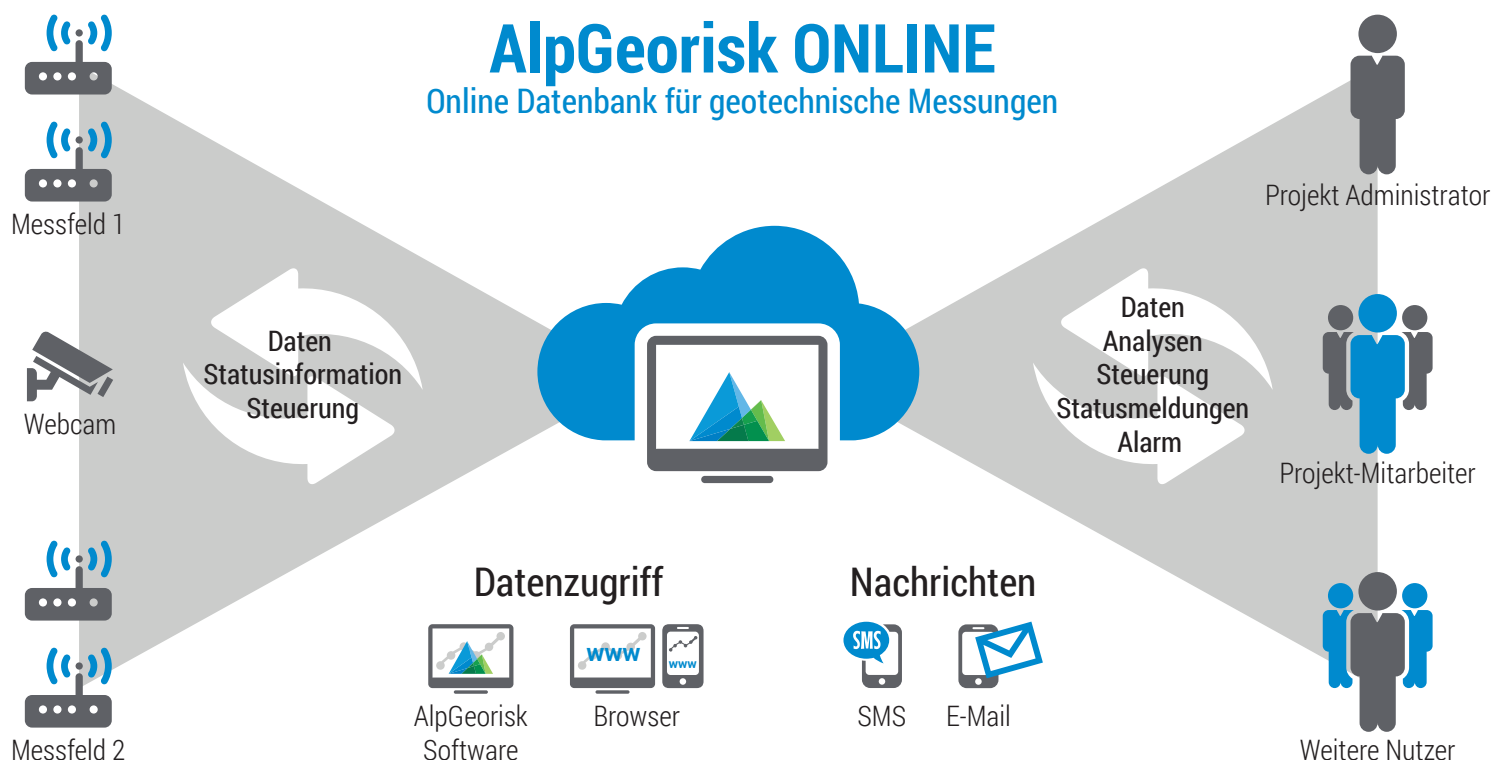 AlpGeorisk ONLINE
Online Datenbank für geotechnische Messungen
Messfeld 1
Webcam
Messfeld 2
Daten
Statusinformation
Steuerung
Daten
Analysen
Steuerung
Statusmeldungen
Alarm
Projekt Administrator
Projekt-Mitarbeiter
Weitere Nutzer
Datenzugriff
www
www
AlpGeorisk
Software
Browser
Nachrichten
SMS
SMS
E-Mail